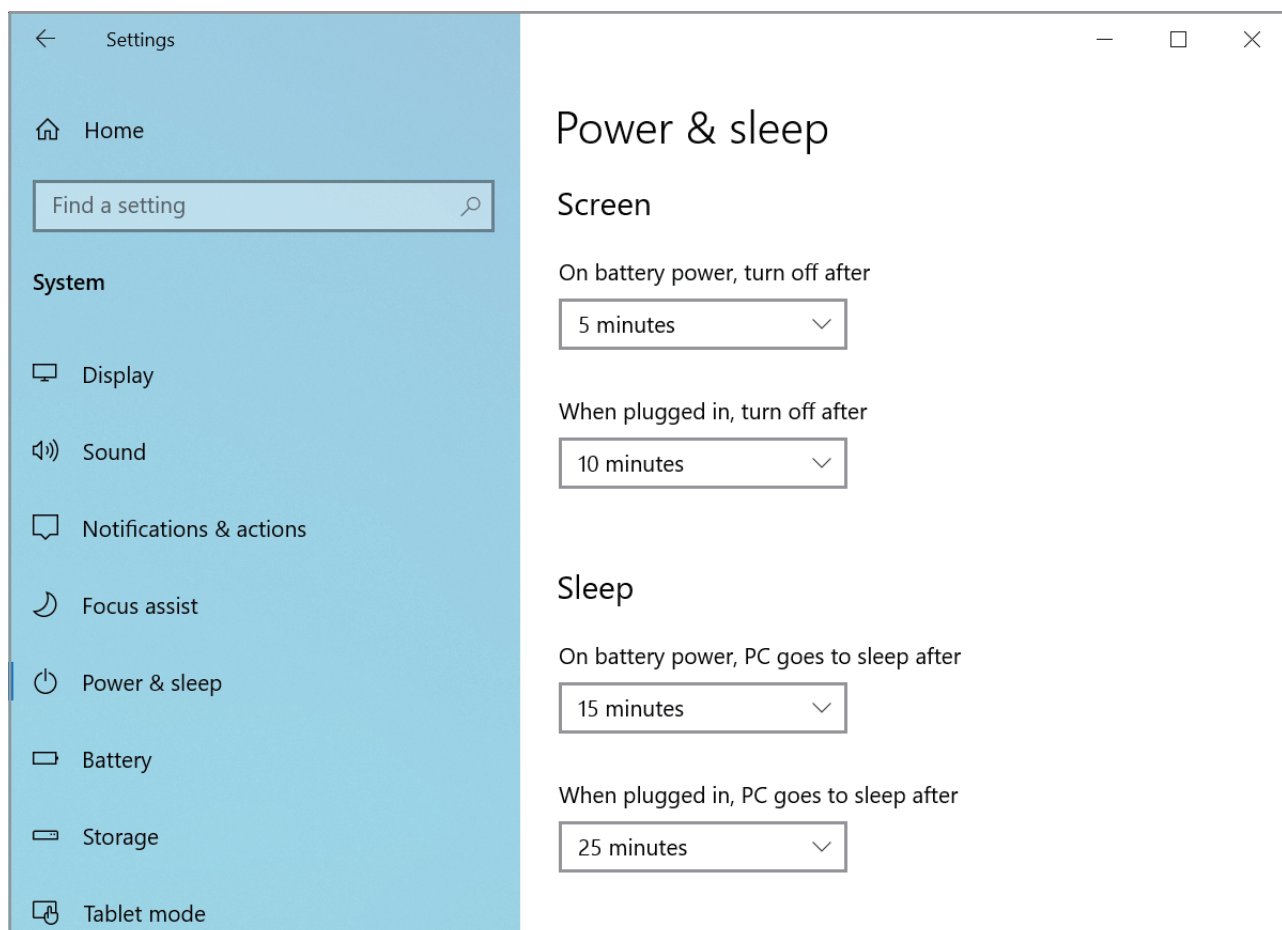 Settings
Home
Find a setting
System
Display
Sound
Notifications & actions
Focus assist
Power & sleep
Battery
Storage
Tablet mode
Power & sleep
Screen
On battery power, turn off after
5 minutes
When plugged in, turn off after
10 minutes
Sleep
On battery power, PC goes to sleep after
15 minutes
When plugged in, PC goes to sleep after
25 minutes